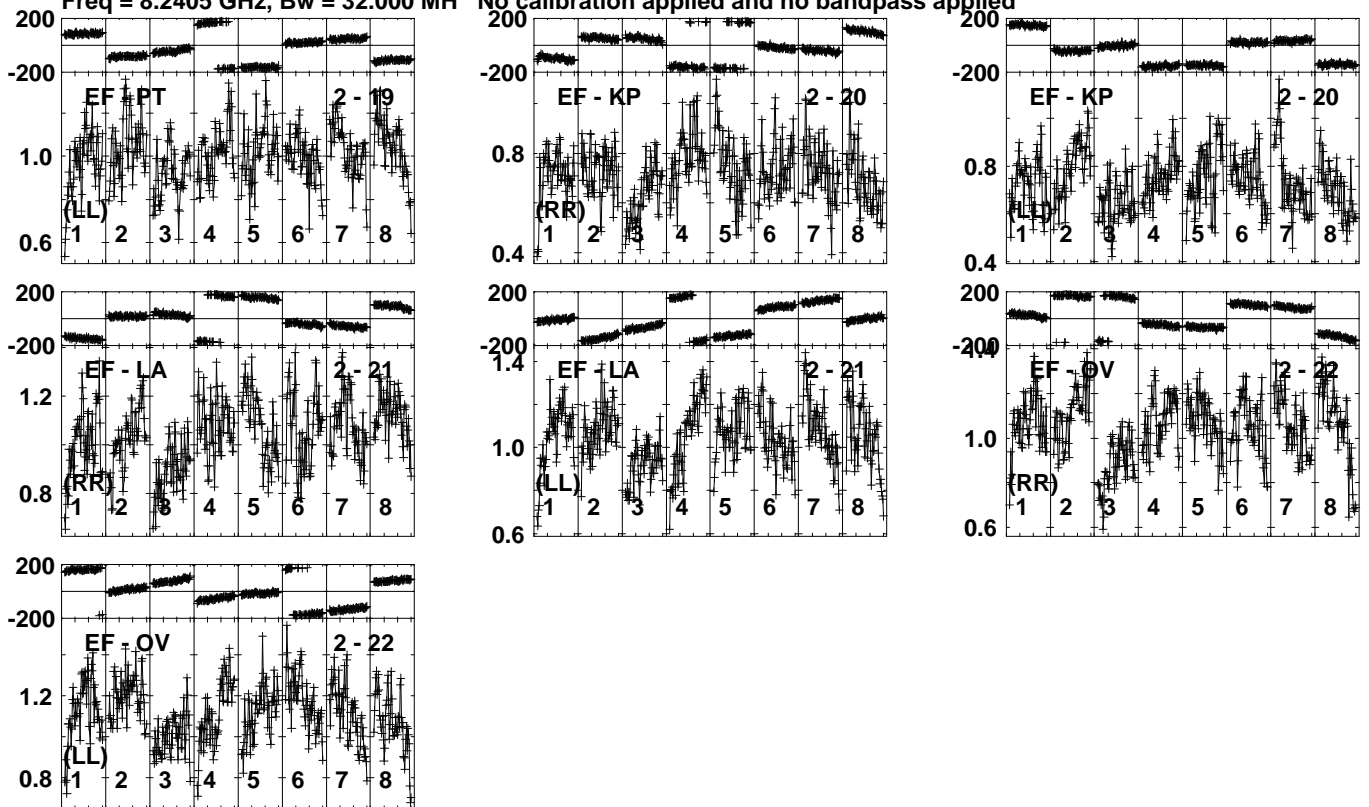 Freq = 8.2405 GHz, Bw = 32.000 MH No calibration applied and no bandpass applied
200
-200
EF - PT 2 - 19
1.0
(LL)
1 2 3 4 5 6 7 8
0.6
200
-200
EF - KP 2 - 20
0.8
(RR)
1 2 3 4 5 6 7 8
0.4
200
-200
EF - KP 2 - 20
0.8
(LL)
1 2 3 4 5 6 7 8
0.4
200
-200
EF - LA 2 - 21
1.2
(RR)
0.8
1 2 3 4 5 6 7 8
200
-200
1.4
EF - LA 2 - 21
1.0
(LL)
1 2 3 4 5 6 7 8
0.6
200
-200
1.4
EF - OV 2 - 22
1.0
(RR)
1 2 3 4 5 6 7 8
0.6
200
-200
EF - OV 2 - 22
1.2
(LL)
0.8
1 2 3 4 5 6 7 8